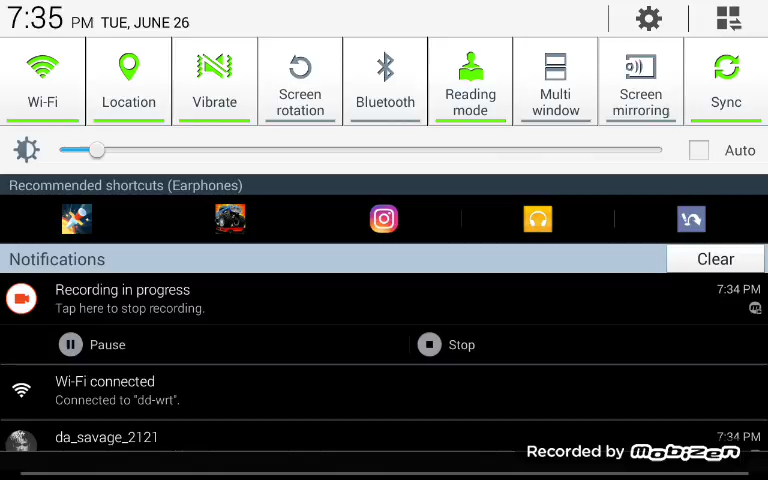 7:35 PM TUE, JUNE 26
Wi-Fi Location Vibrate Screen rotation Bluetooth Reading mode Multi window Screen mirroring Sync
Auto
Recommended shortcuts (Earphones)
Notifications Clear
Recording in progress 7:34 PM
Tap here to stop recording.
Pause Stop
Wi-Fi connected
Connected to "dd-wrt".
da_savage_2121 7:34 PM
Recorded by MOBIZEN